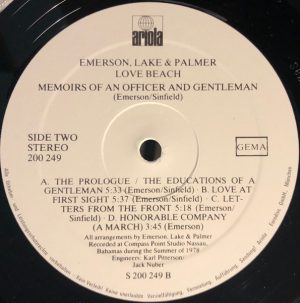 ariola
EMERSON, LAKE & PALMER
LOVE BEACH
MEMOIRS OF AN OFFICER AND GENTLEMAN
(Emerson/Sinfield)
SIDE TWO
STEREO
200 249
GEMA
A. THE PROLOGUE / THE EDUCATIONS OF A
GENTLEMAN 5:33 (Emerson/Sinfield) · B. LOVE AT
FIRST SIGHT 5:37 (Emerson/Sinfield) · C. LET-
TERS FROM THE FRONT 5:18 (Emerson/
Sinfield) · D. HONORABLE COMPANY
(A MARCH) 3:45 (Emerson)
All arrangements by Emerson, Lake & Palmer
Recorded at Compass Point Studio Nassau,
Bahamas during the Summer of 1978
Engineers: Karl Pitterson/
Jack Nuber
S 200 249 B